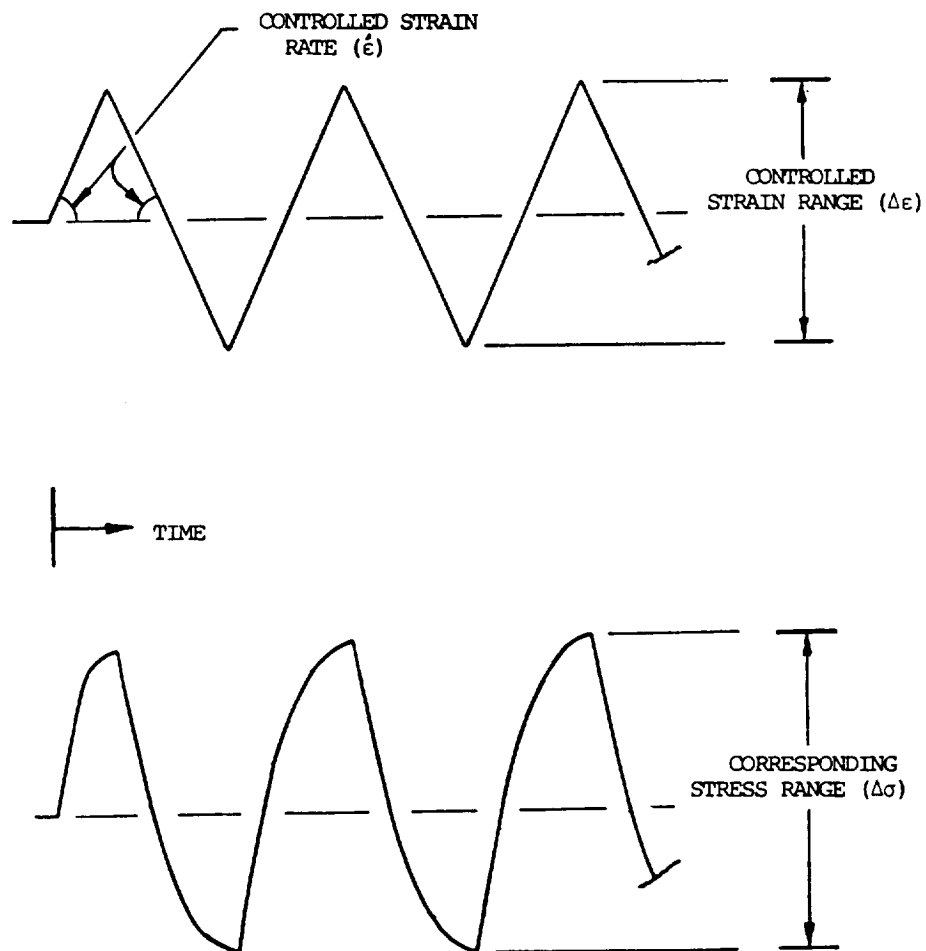 CONTROLLED STRAIN
RATE (ε̇)
CONTROLLED
STRAIN RANGE (Δε)
TIME
CORRESPONDING
STRESS RANGE (Δσ)